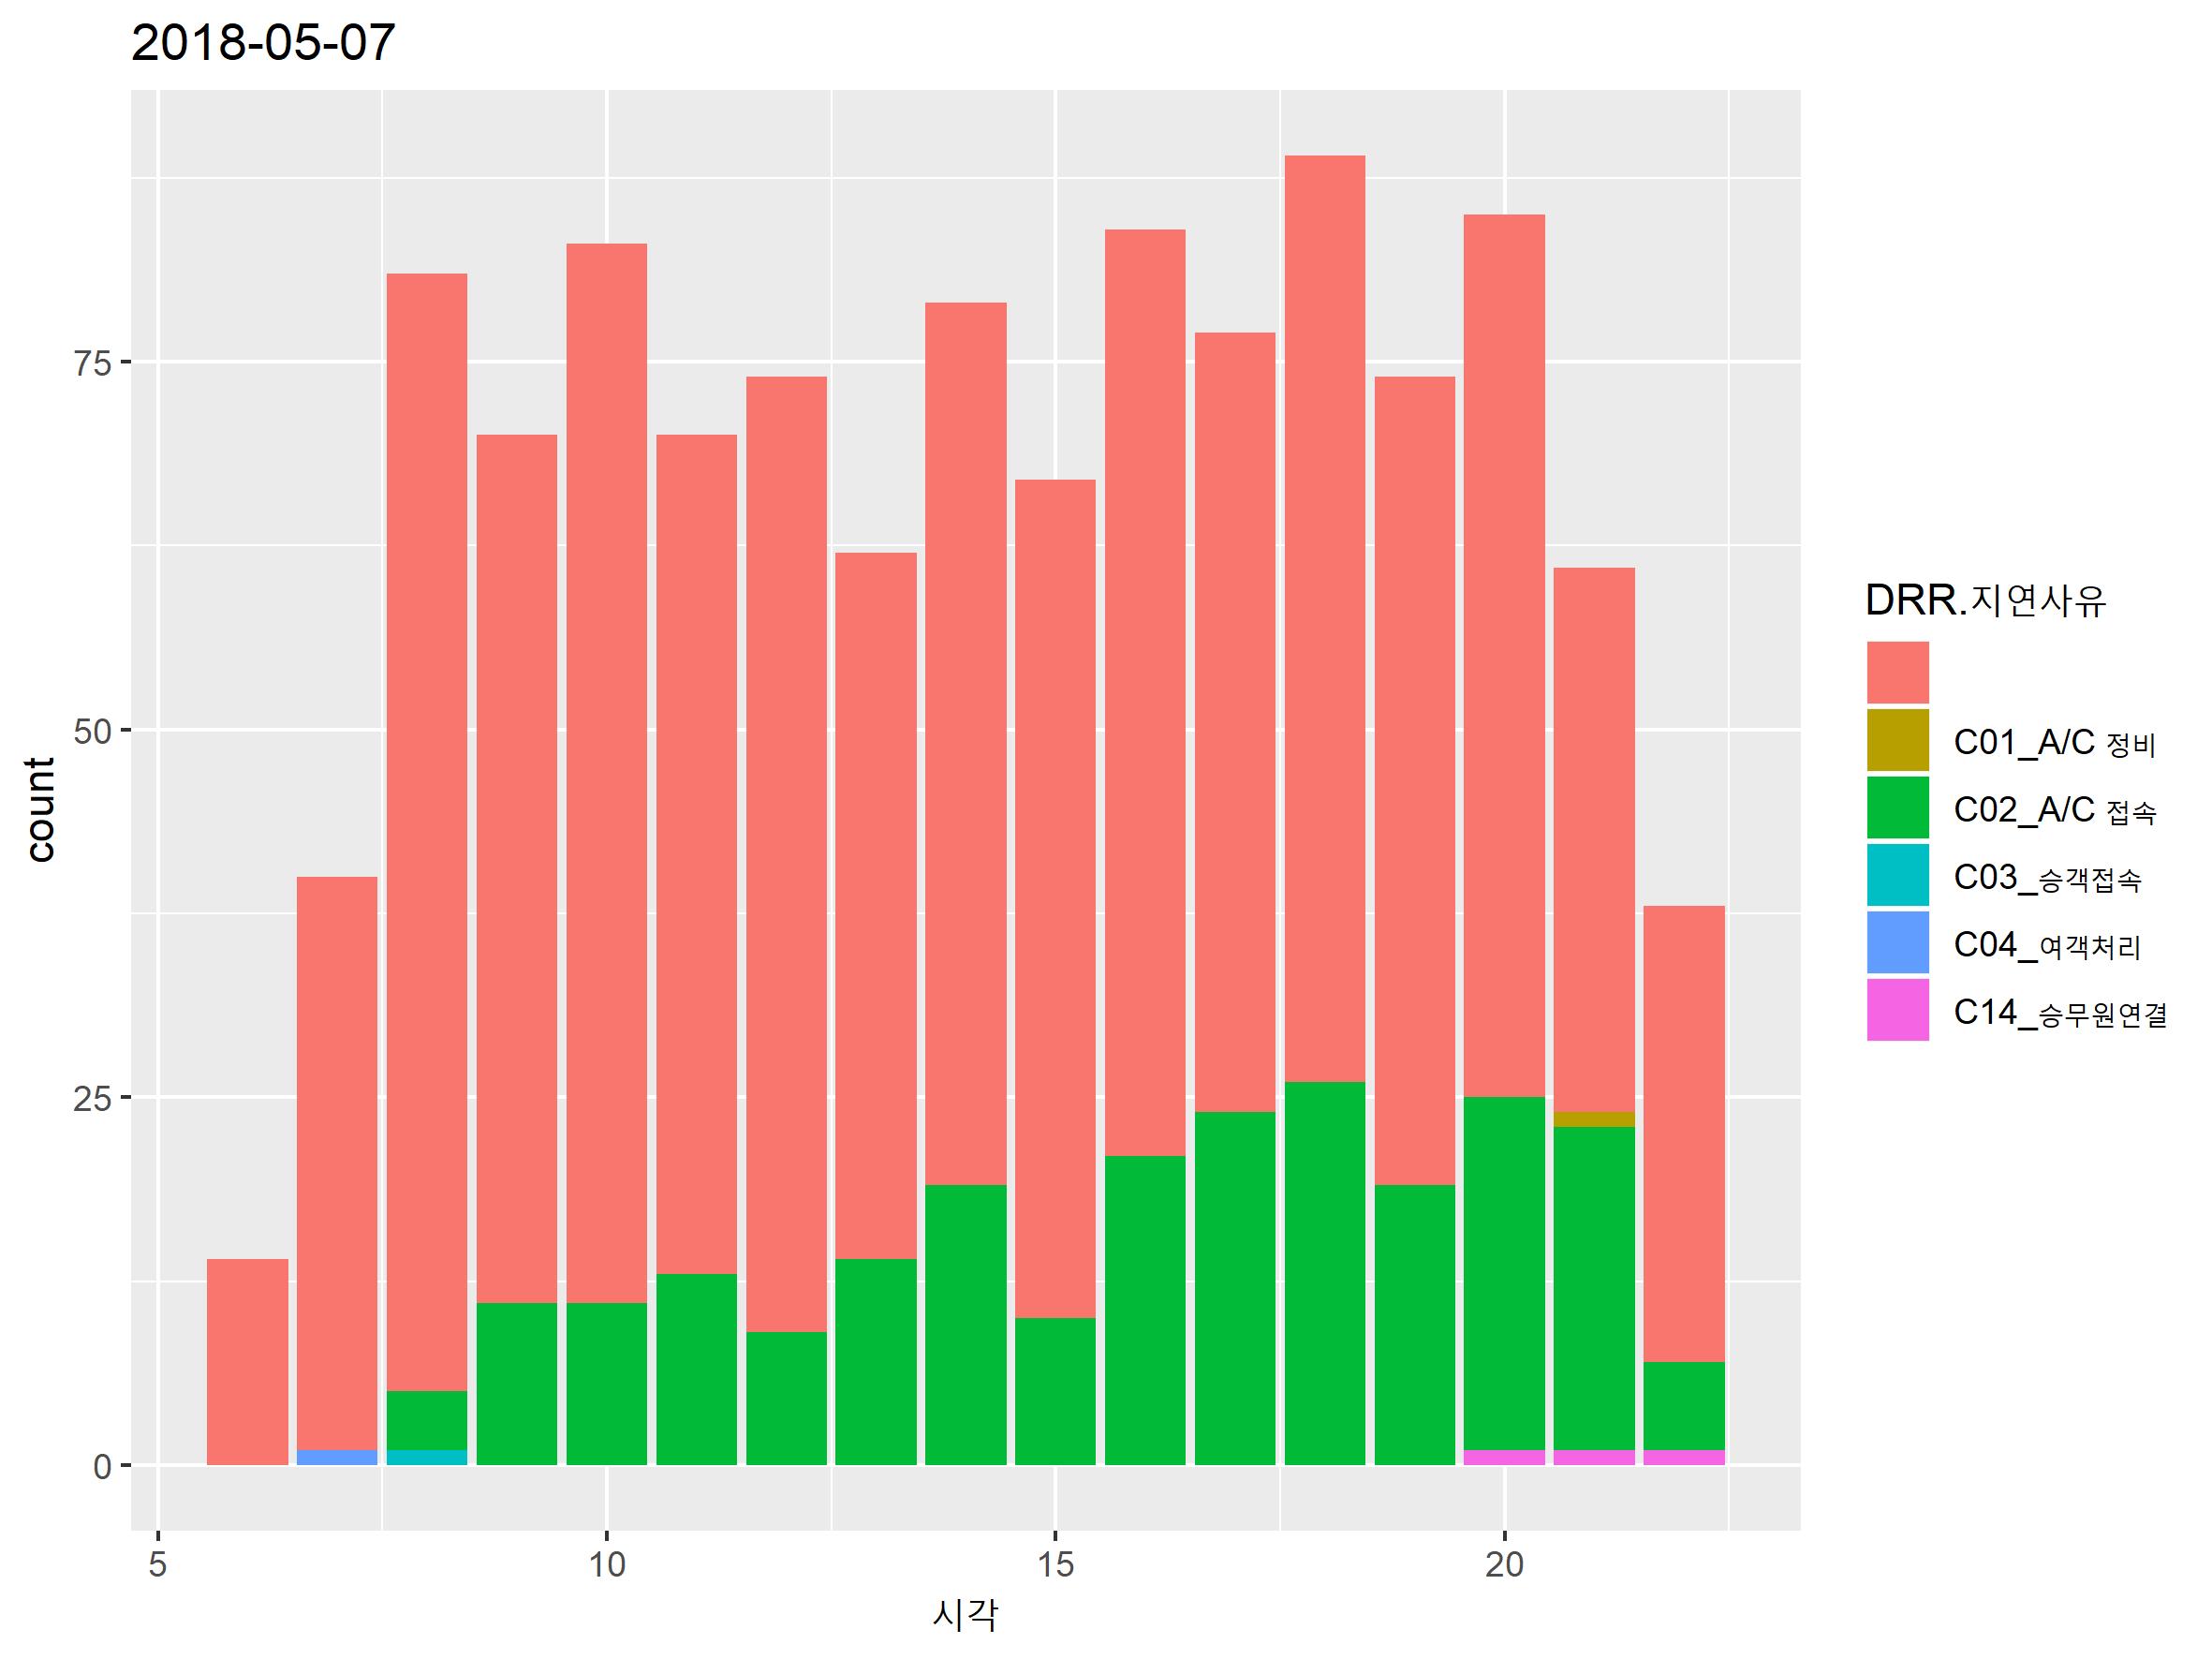 2018-05-07
count
75
50
25
0
5 10 15 20
시각
DRR.지연사유
C01_A/C 정비
C02_A/C 접속
C03_승객접속
C04_여객처리
C14_승무원연결